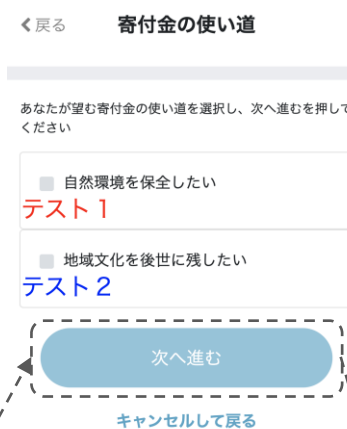 戻る 寄付金の使い道
あなたが望む寄付金の使い道を選択し、次へ進むを押して
ください
自然環境を保全したい
テスト１
地域文化を後世に残したい
テスト２
次へ進む
キャンセルして戻る